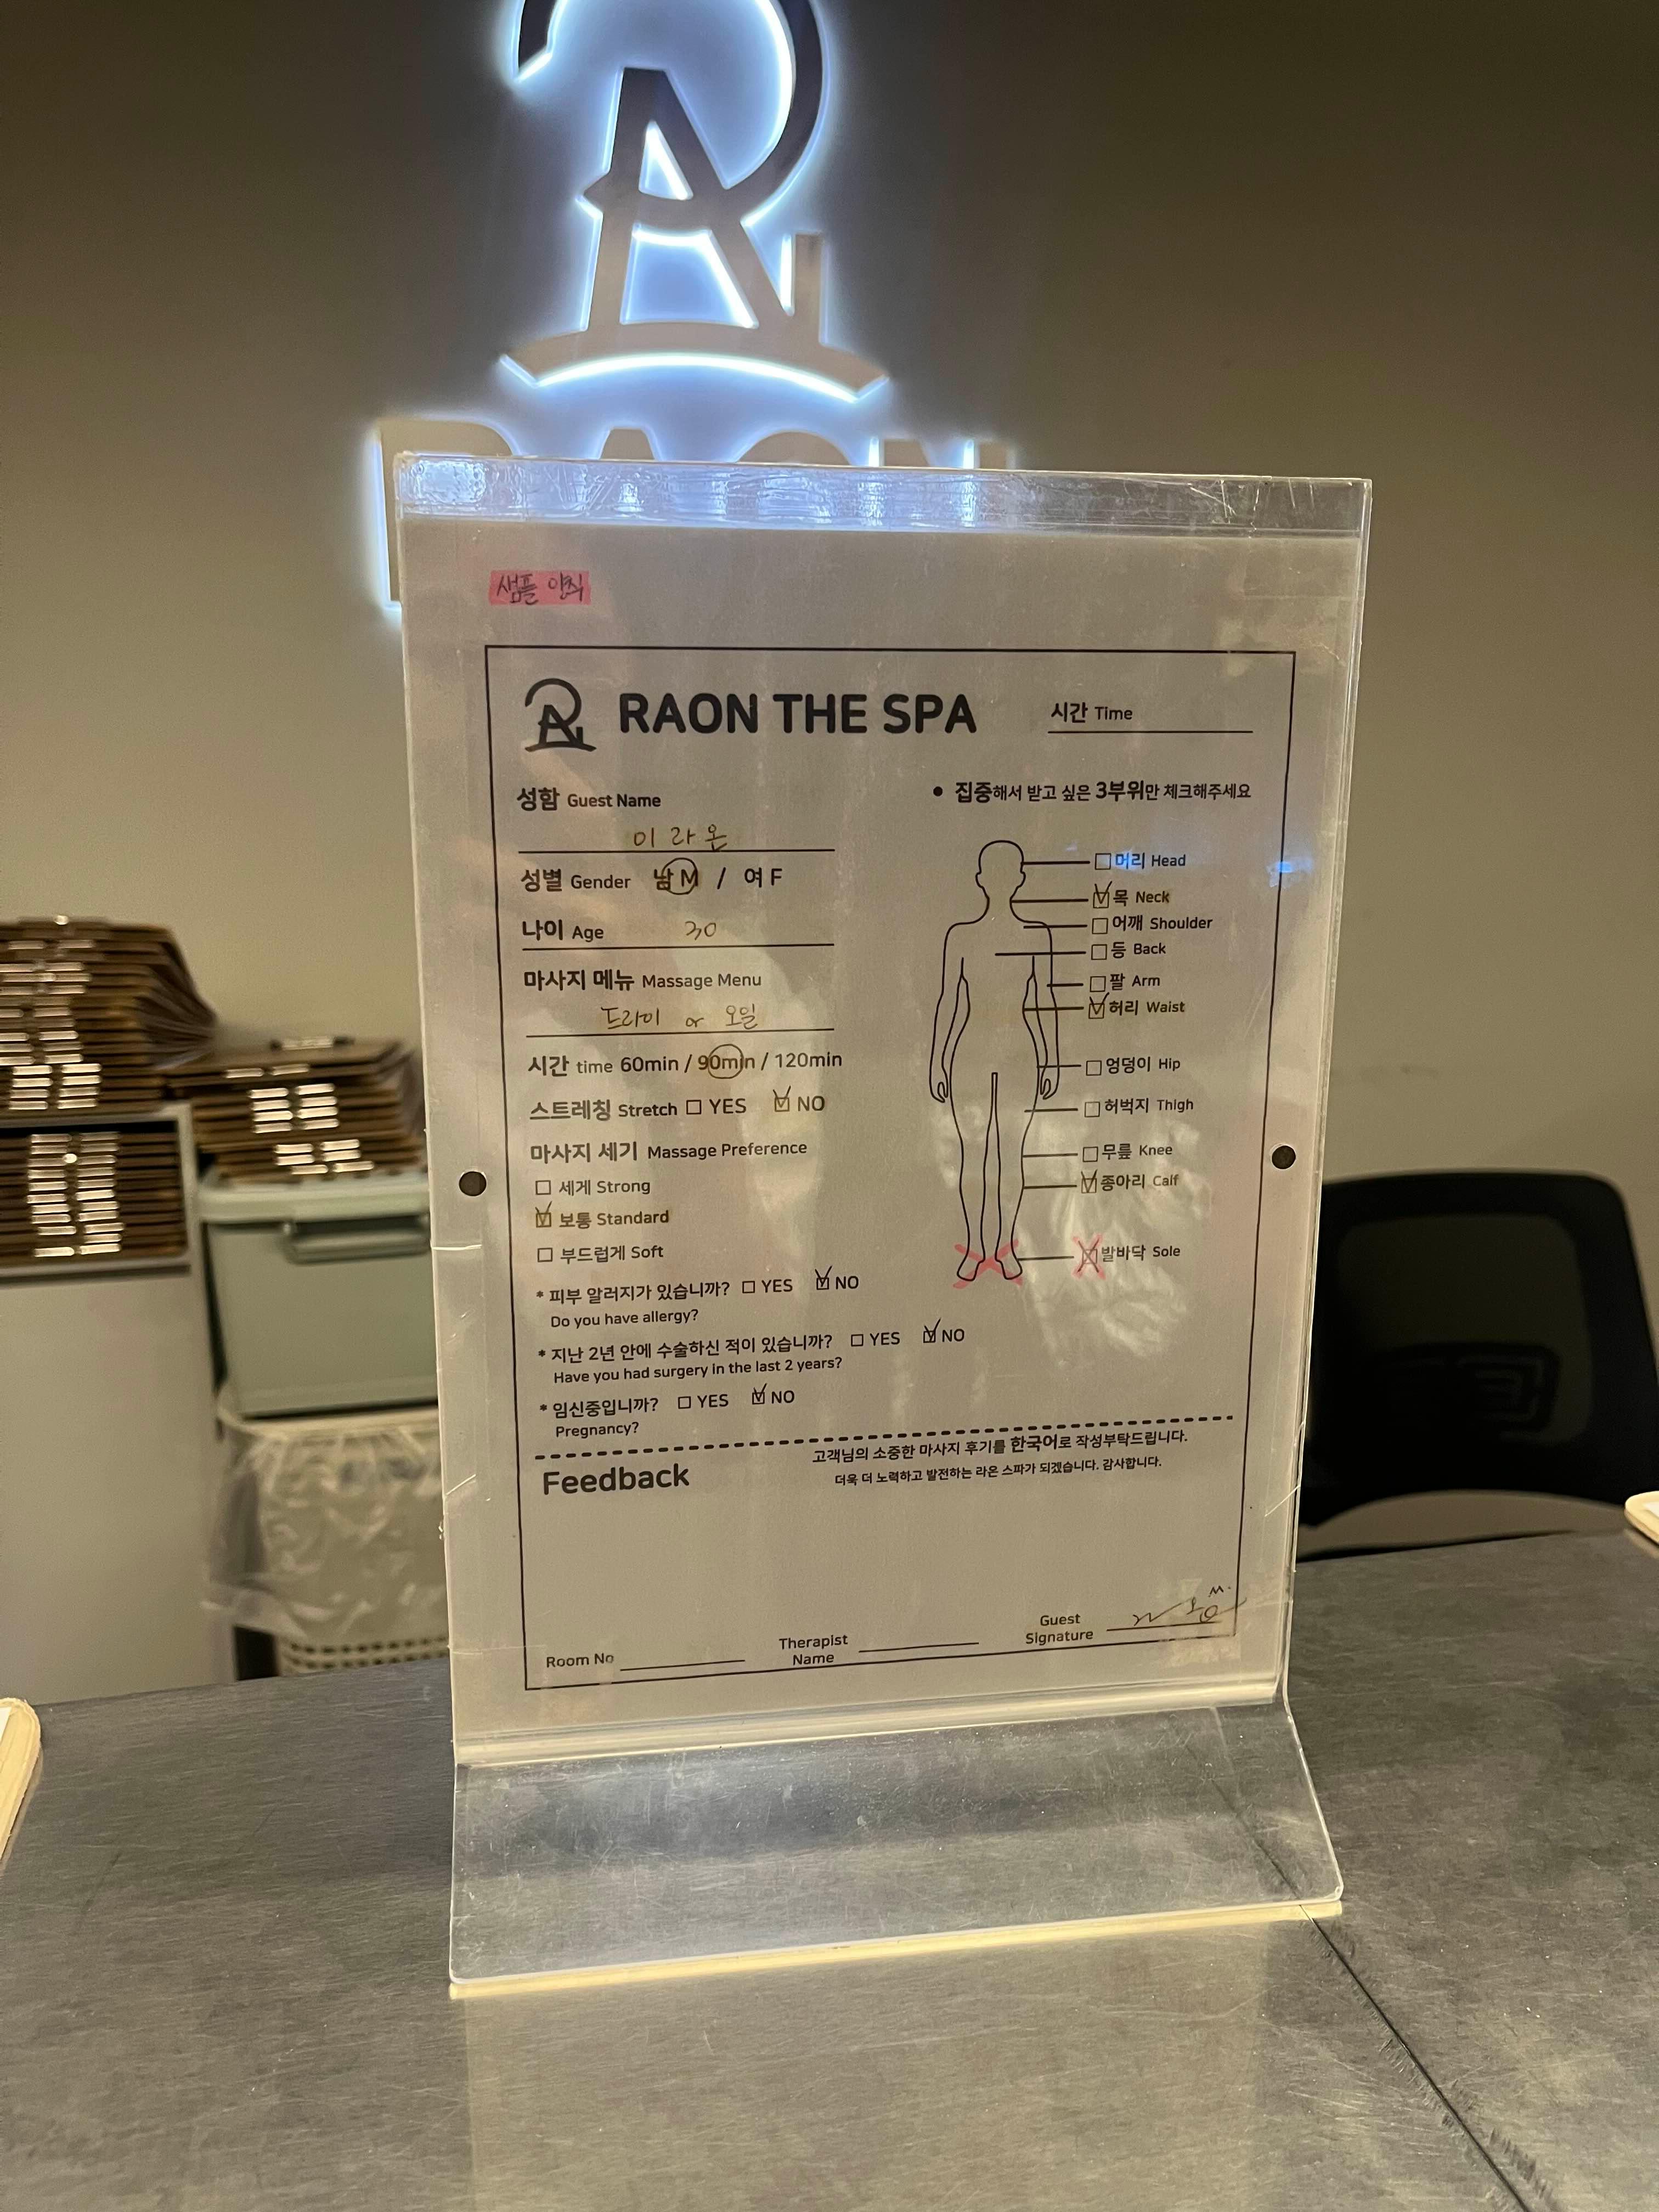 RAON
샘플 양식
RAON THE SPA
시간 Time
성함 Guest Name
이라온
성별 Gender 남 M / 여 F
나이 Age 30
마사지 메뉴 Massage Menu
드라이 or 오일
시간 time 60min / 90min / 120min
스트레칭 Stretch □ YES ☑ NO
마사지 세기 Massage Preference
□ 세게 Strong
☑ 보통 Standard
□ 부드럽게 Soft
• 집중해서 받고 싶은 3부위만 체크해주세요
□ 머리 Head
☑ 목 Neck
□ 어깨 Shoulder
□ 등 Back
□ 팔 Arm
☑ 허리 Waist
□ 엉덩이 Hip
□ 허벅지 Thigh
□ 무릎 Knee
☑ 종아리 Calf
□ 발바닥 Sole
* 피부 알러지가 있습니까? □ YES ☑ NO
Do you have allergy?
* 지난 2년 안에 수술하신 적이 있습니까? □ YES ☑ NO
Have you had surgery in the last 2 years?
* 임신중입니까? □ YES ☑ NO
Pregnancy?
Feedback
고객님의 소중한 마사지 후기를 한국어로 작성부탁드립니다.
더욱 더 노력하고 발전하는 라온 스파가 되겠습니다. 감사합니다.
Room No
Therapist
Name
Guest
Signature